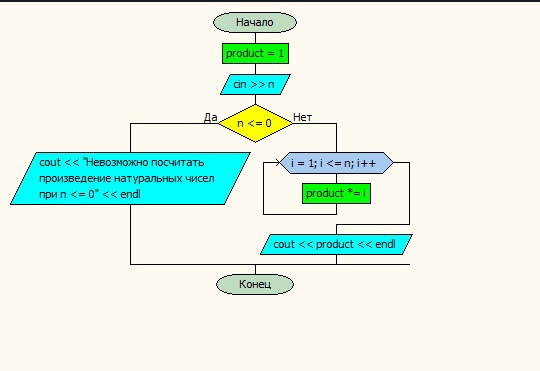 Начало
product = 1
cin >> n
Да
n <= 0
Нет
cout << "Невозможно посчитать
произведение натуральных чисел
при n <= 0" << endl
i = 1; i <= n; i++
product *= i
cout << product << endl
Конец